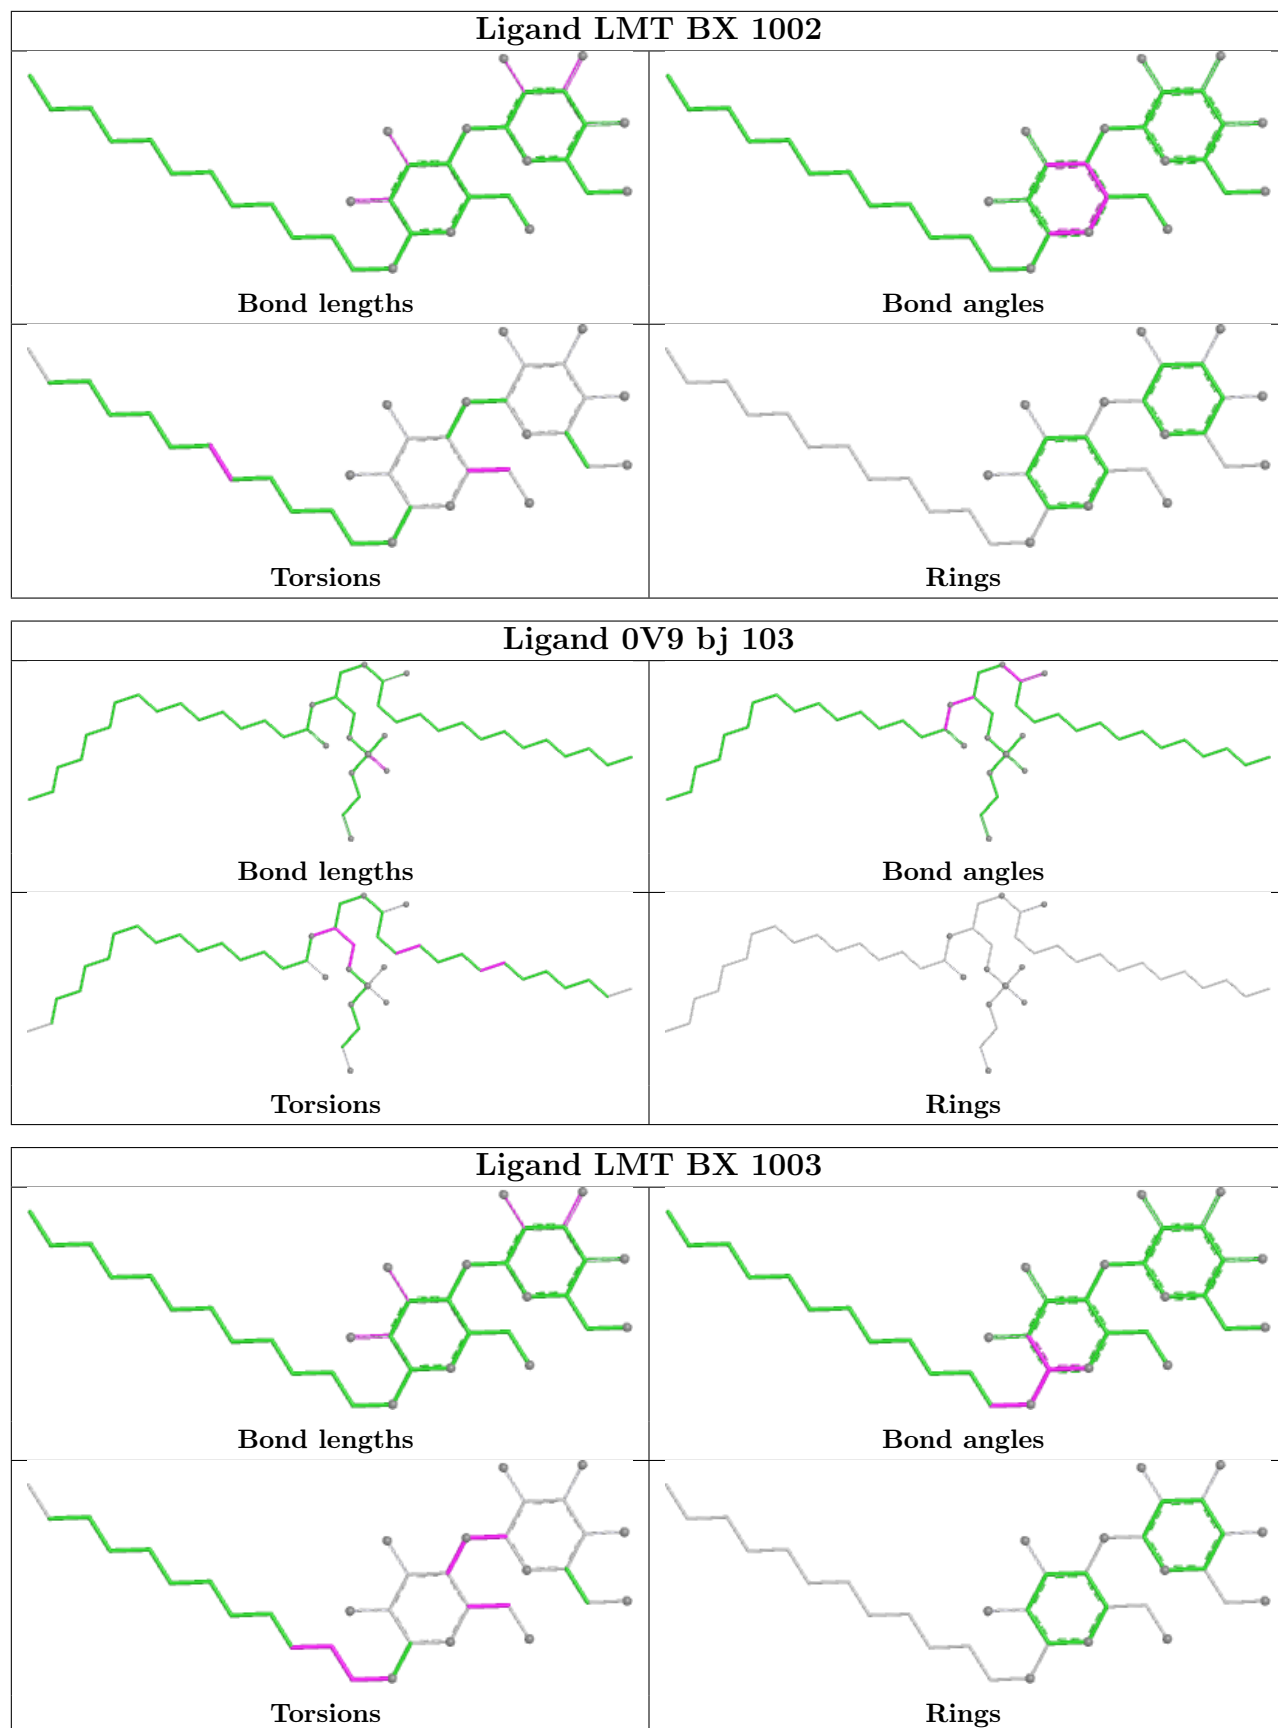 Ligand LMT BX 1002
Bond lengths
Bond angles
Torsions
Rings
Ligand 0V9 bj 103
Bond lengths
Bond angles
Torsions
Rings
Ligand LMT BX 1003
Bond lengths
Bond angles
Torsions
Rings